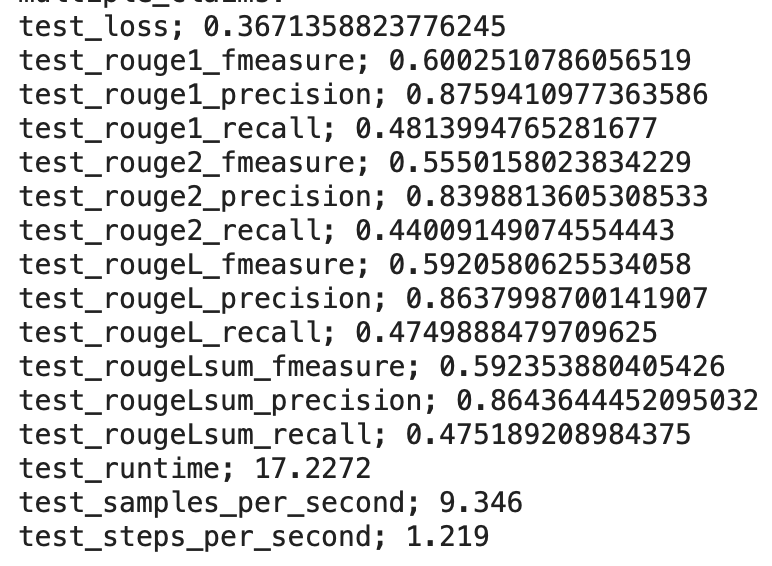 multiple_claims:
test_loss; 0.3671358823776245
test_rouge1_fmeasure; 0.6002510786056519
test_rouge1_precision; 0.8759410977363586
test_rouge1_recall; 0.4813994765281677
test_rouge2_fmeasure; 0.5550158023834229
test_rouge2_precision; 0.8398813605308533
test_rouge2_recall; 0.44009149074554443
test_rougeL_fmeasure; 0.5920580625534058
test_rougeL_precision; 0.8637998700141907
test_rougeL_recall; 0.4749888479709625
test_rougeLsum_fmeasure; 0.592353880405426
test_rougeLsum_precision; 0.8643644452095032
test_rougeLsum_recall; 0.475189208984375
test_runtime; 17.2272
test_samples_per_second; 9.346
test_steps_per_second; 1.219